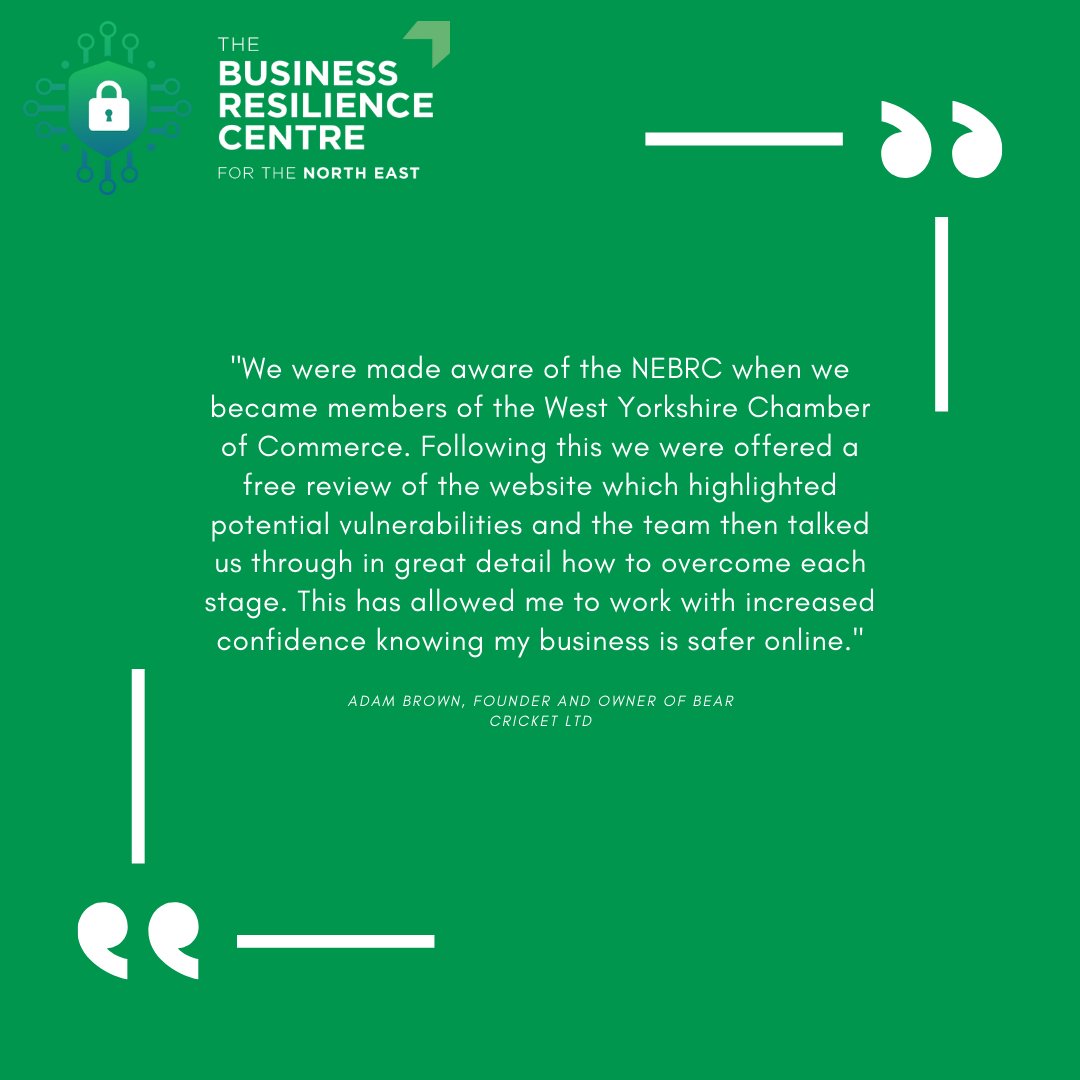 THE
BUSINESS
RESILIENCE
CENTRE
FOR THE NORTH EAST
"We were made aware of the NEBRC when we
became members of the West Yorkshire Chamber
of Commerce. Following this we were offered a
free review of the website which highlighted
potential vulnerabilities and the team then talked
us through in great detail how to overcome each
stage. This has allowed me to work with increased
confidence knowing my business is safer online."
ADAM BROWN, FOUNDER AND OWNER OF BEAR
CRICKET LTD